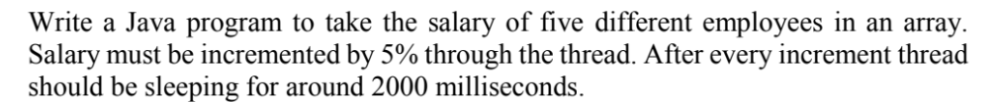 Write a Java program to take the salary of five different employees in an array.
Salary must be incremented by 5% through the thread. After every increment thread
should be sleeping for around 2000 milliseconds.